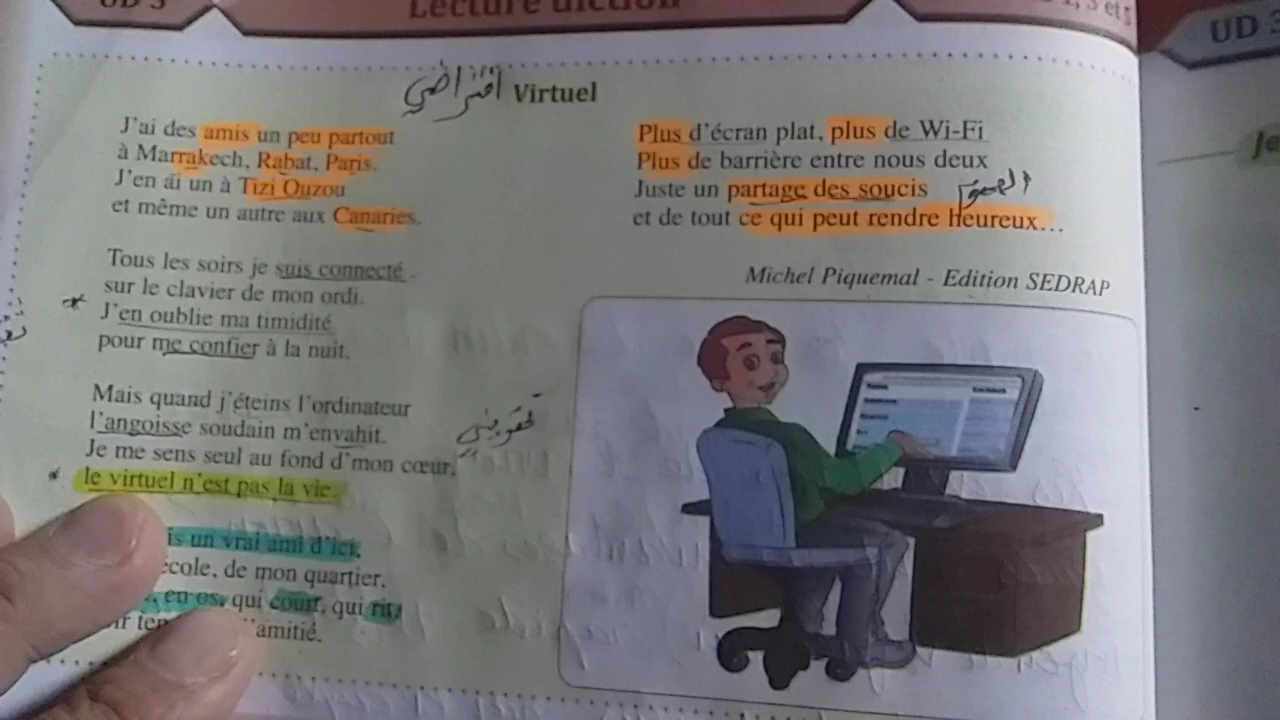 Lecture diction
UD 3
افتراضي Virtuel
J'ai des amis un peu partout
à Marrakech, Rabat, Paris.
J'en ai un à Tizi Ouzou
et même un autre aux Canaries.
Tous les soirs je suis connecté
sur le clavier de mon ordi.
J'en oublie ma timidité
pour me confier à la nuit.
Mais quand j'éteins l'ordinateur
l'angoisse soudain m'envahit.
Je me sens seul au fond d'mon cœur,
le virtuel n'est pas la vie.
is un vrai ami d'ici,
école, de mon quartier,
en os, qui court, qui rit,
amitié.
Plus d'écran plat, plus de Wi-Fi
Plus de barrière entre nous deux
Juste un partage des soucis
et de tout ce qui peut rendre heureux...
Michel Piquemal - Edition SEDRAP
UD
Je